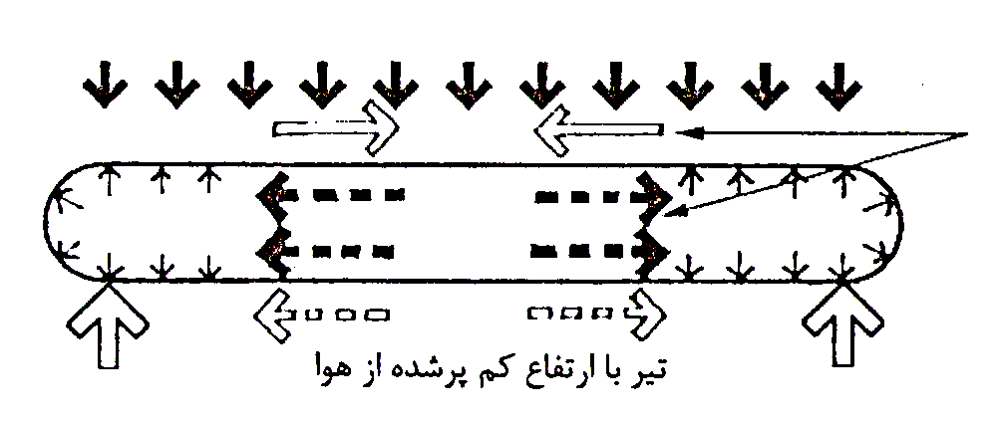 تیر با ارتفاع کم پرشده از هوا